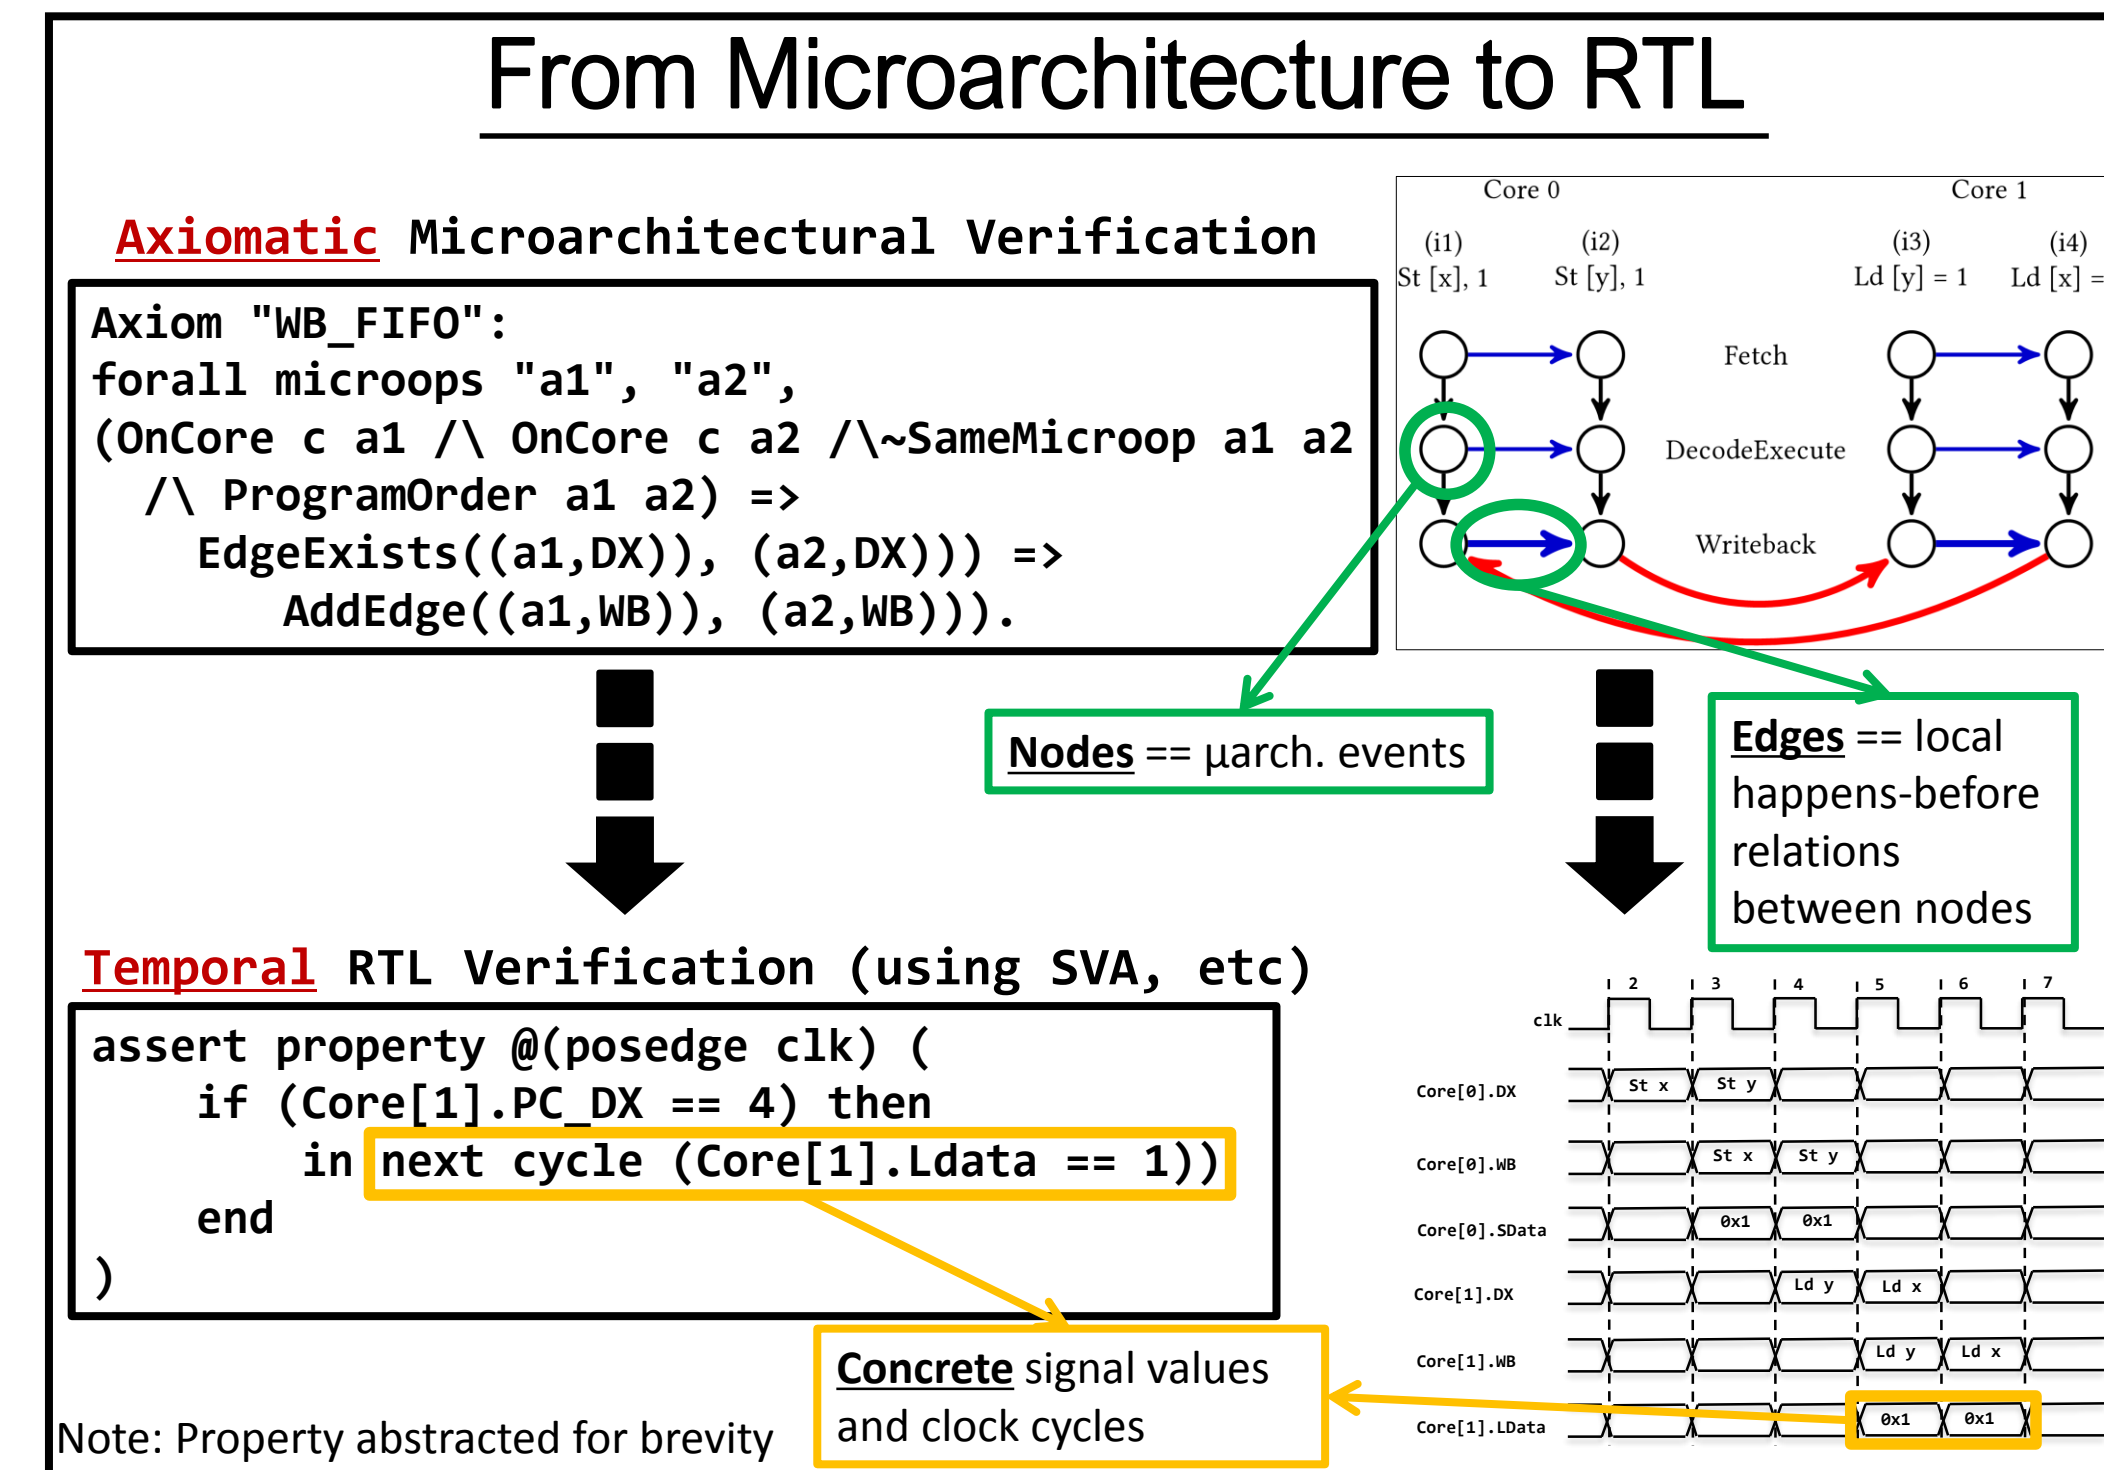 From Microarchitecture to RTL
Axiomatic Microarchitectural Verification
Axiom "WB_FIFO":
forall microops "a1", "a2",
(OnCore c a1 /\ OnCore c a2 /\~SameMicroop a1 a2
/\ ProgramOrder a1 a2) =>
EdgeExists((a1,DX)), (a2,DX))) =>
AddEdge((a1,WB)), (a2,WB))).
Core 0 Core 1
(i1) (i2) (i3) (i4)
St [x], 1 St [y], 1 Ld [y] = 1 Ld [x] =
Fetch
DecodeExecute
Writeback
Nodes == µarch. events
Edges == local
happens-before
relations
between nodes
Temporal RTL Verification (using SVA, etc)
assert property @(posedge clk) (
if (Core[1].PC_DX == 4) then
in next cycle (Core[1].Ldata == 1))
end
)
Concrete signal values
and clock cycles
Note: Property abstracted for brevity
2 3 4 5 6 7
clk
Core[0].DX St x St y
Core[0].WB St x St y
Core[0].SData 0x1 0x1
Core[1].DX Ld y Ld x
Core[1].WB Ld y Ld x
Core[1].LData 0x1 0x1